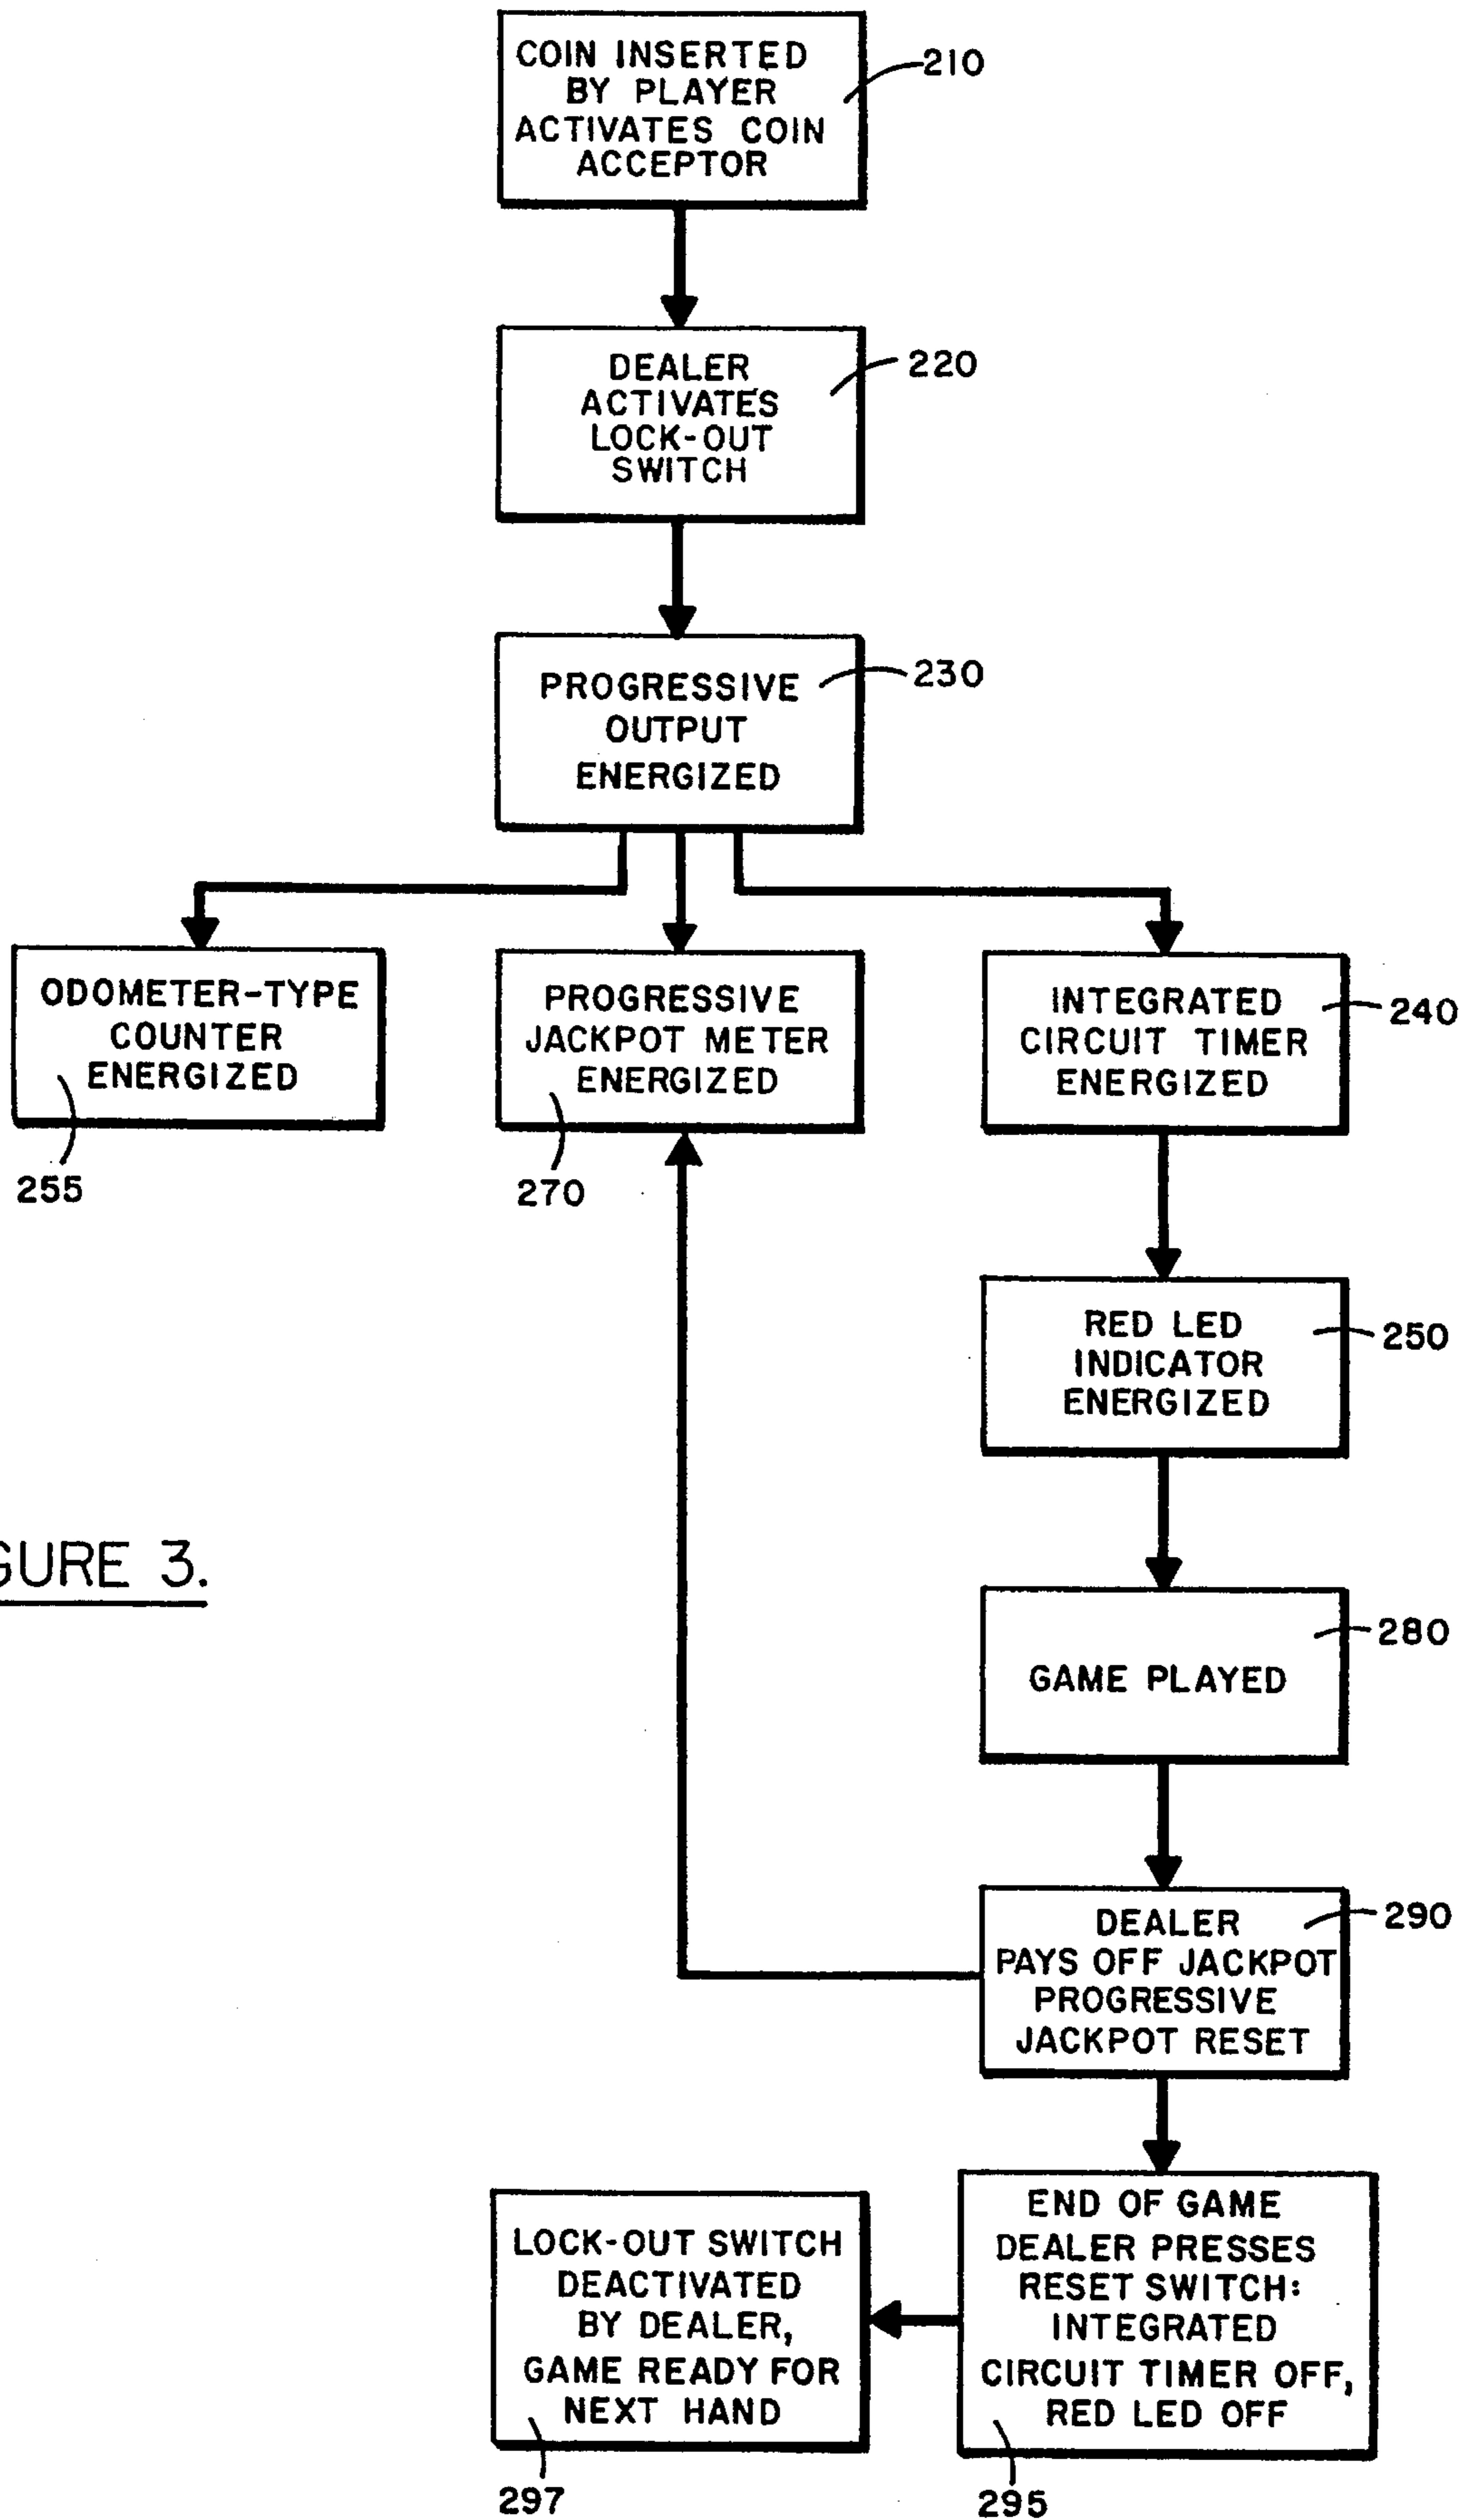 COIN INSERTED
BY PLAYER
ACTIVATES COIN
ACCEPTOR
210
DEALER
ACTIVATES
LOCK-OUT
SWITCH
220
PROGRESSIVE
OUTPUT
ENERGIZED
230
ODOMETER-TYPE
COUNTER
ENERGIZED
255
PROGRESSIVE
JACKPOT METER
ENERGIZED
270
INTEGRATED
CIRCUIT TIMER
ENERGIZED
240
RED LED
INDICATOR
ENERGIZED
250
GURE 3.
GAME PLAYED
280
DEALER
PAYS OFF JACKPOT
PROGRESSIVE
JACKPOT RESET
290
END OF GAME
DEALER PRESSES
RESET SWITCH:
INTEGRATED
CIRCUIT TIMER OFF,
RED LED OFF
295
LOCK-OUT SWITCH
DEACTIVATED
BY DEALER,
GAME READY FOR
NEXT HAND
297